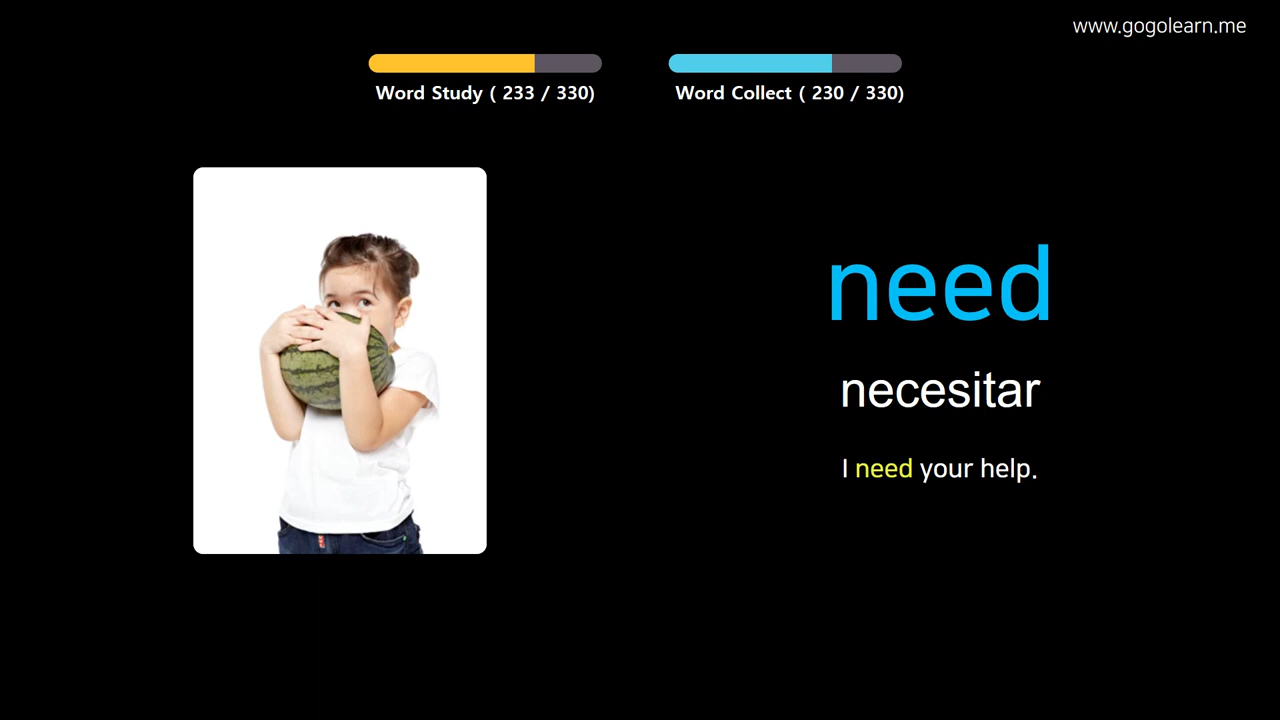 www.gogolearn.me
Word Study ( 233 / 330)
Word Collect ( 230 / 330)
need
necesitar
I need your help.